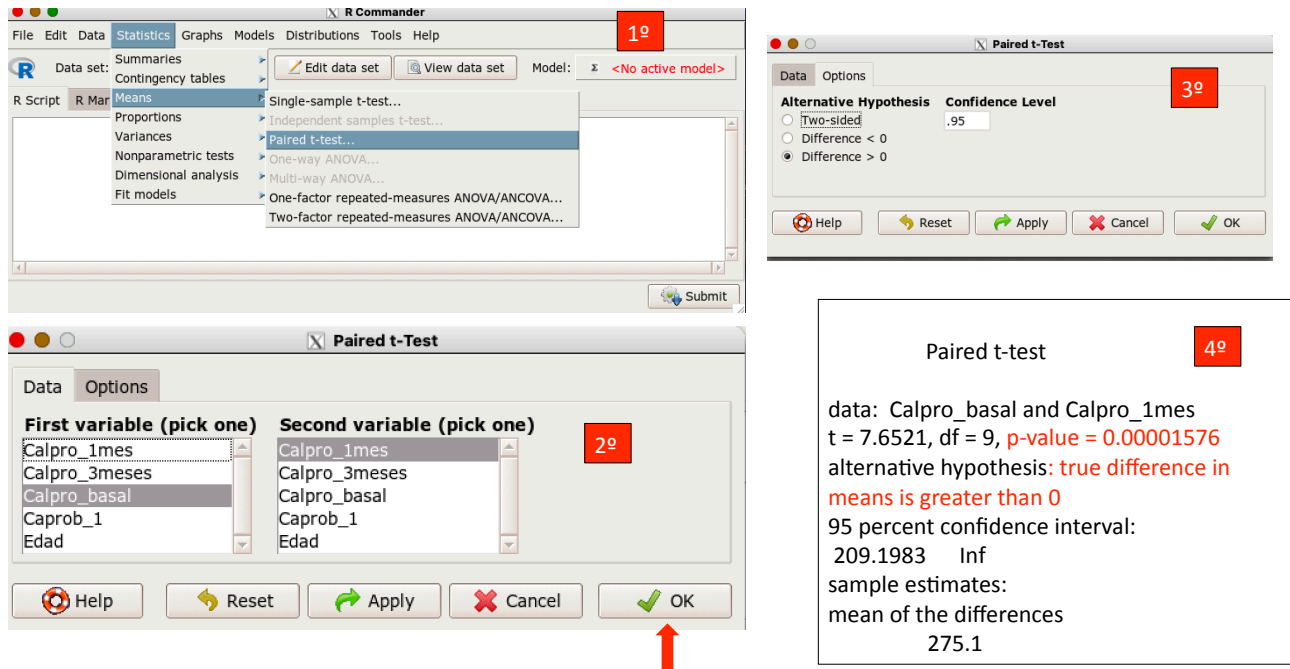 R Commander
1º
File Edit Data Statistics Graphs Models Distributions Tools Help
Data set: Edit data set View data set Model: Σ <No active model>
R Script R Mar
Summaries
Contingency tables
Means
Proportions
Variances
Nonparametric tests
Dimensional analysis
Fit models
Single-sample t-test...
Independent samples t-test...
Paired t-test...
One-way ANOVA...
Multi-way ANOVA...
One-factor repeated-measures ANOVA/ANCOVA...
Two-factor repeated-measures ANOVA/ANCOVA...
Submit
Paired t-Test
Data Options
First variable (pick one) Second variable (pick one)
Calpro_1mes Calpro_1mes
Calpro_3meses Calpro_3meses
Calpro_basal Calpro_basal
Caprob_1 Caprob_1
Edad Edad
2º
Help Reset Apply Cancel OK
Paired t-Test
Data Options
3º
Alternative Hypothesis Confidence Level
Two-sided .95
Difference < 0
Difference > 0
Help Reset Apply Cancel OK
Paired t-test
4º
data: Calpro_basal and Calpro_1mes
t = 7.6521, df = 9, p-value = 0.00001576
alternative hypothesis: true difference in
means is greater than 0
95 percent confidence interval:
209.1983 Inf
sample estimates:
mean of the differences
275.1